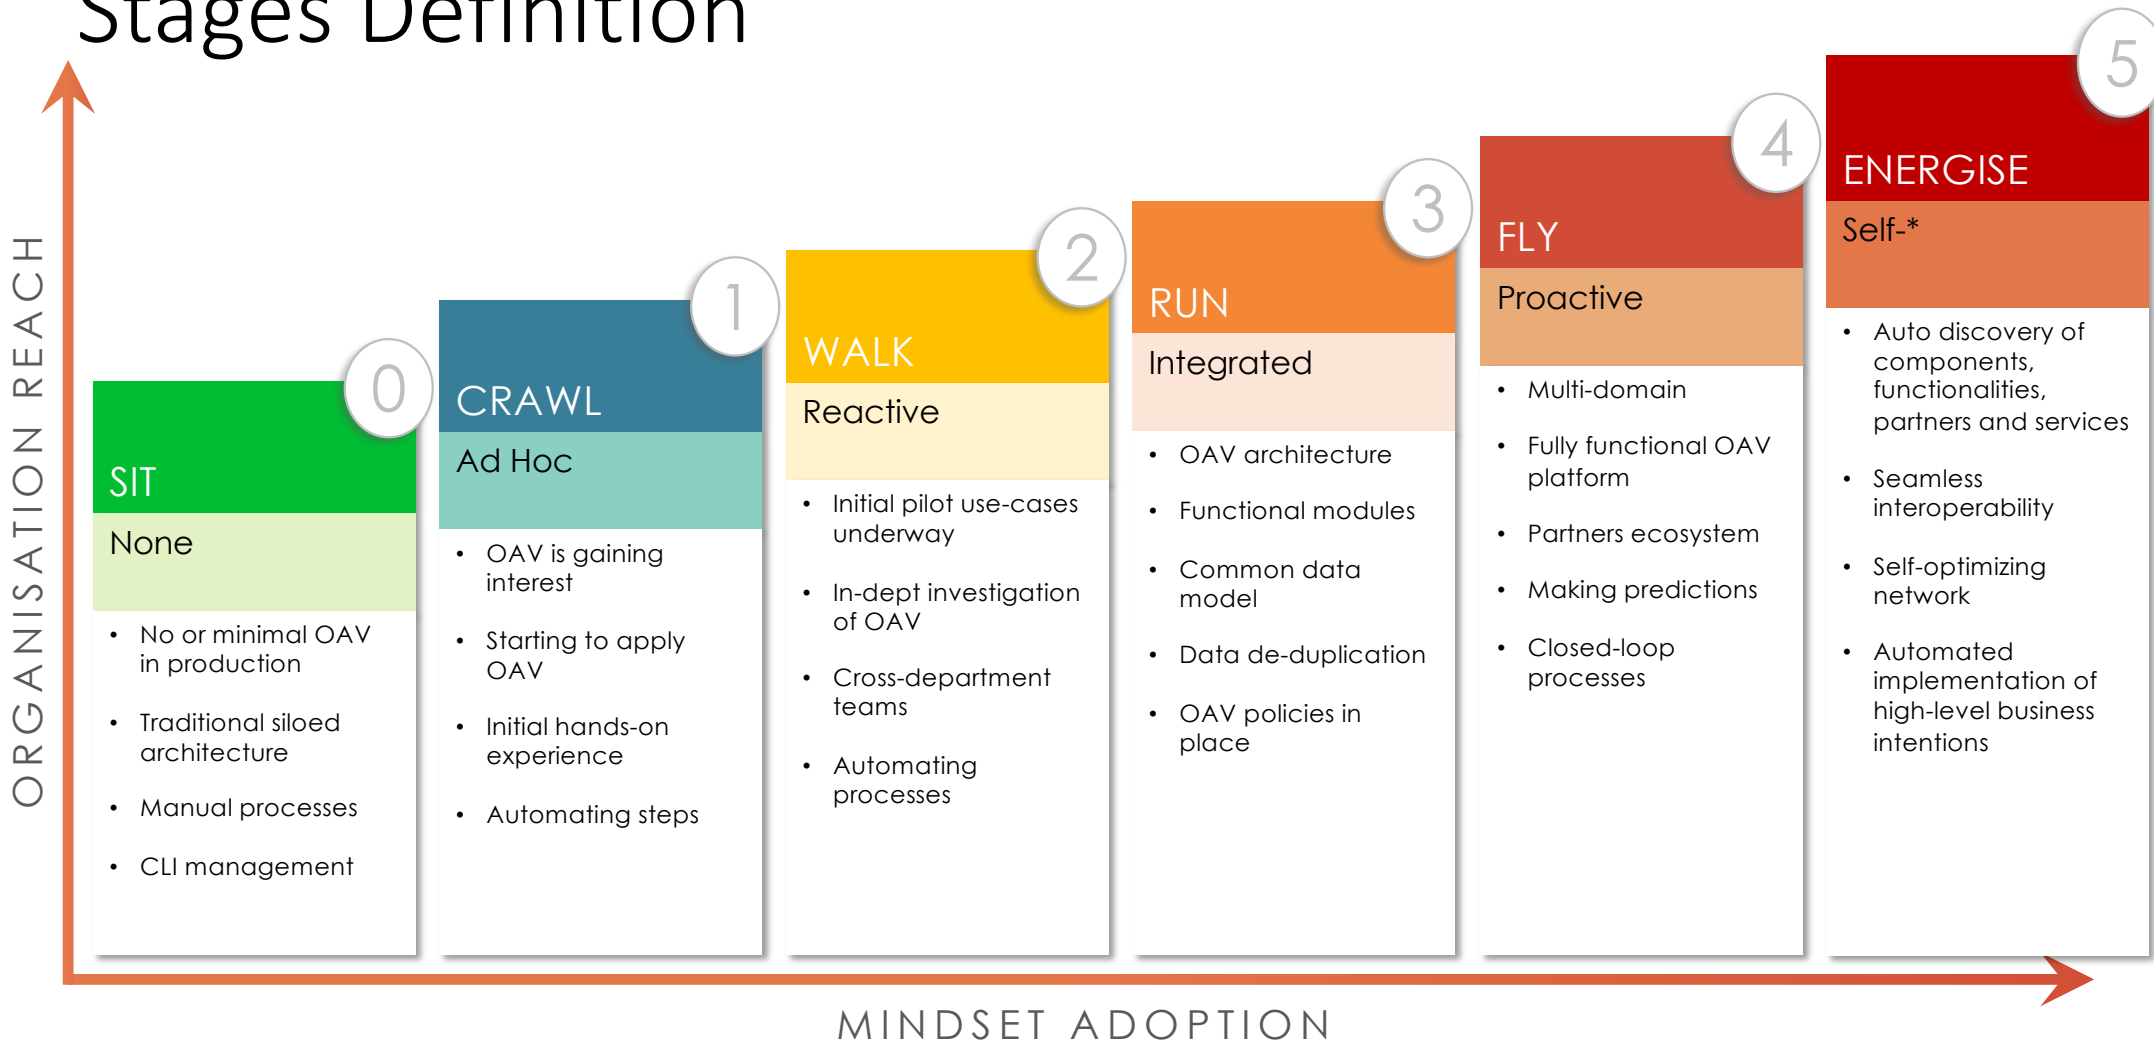 Stages Definition
ORGANISATION REACH
0
SIT
None
• No or minimal OAV
in production
• Traditional siloed
architecture
• Manual processes
• CLI management
1
CRAWL
Ad Hoc
• OAV is gaining
interest
• Starting to apply
OAV
• Initial hands-on
experience
• Automating steps
2
WALK
Reactive
• Initial pilot use-cases
underway
• In-dept investigation
of OAV
• Cross-department
teams
• Automating
processes
3
RUN
Integrated
• OAV architecture
• Functional modules
• Common data
model
• Data de-duplication
• OAV policies in
place
4
FLY
Proactive
• Multi-domain
• Fully functional OAV
platform
• Partners ecosystem
• Making predictions
• Closed-loop
processes
5
ENERGISE
Self-*
• Auto discovery of
components,
functionalities,
partners and services
• Seamless
interoperability
• Self-optimizing
network
• Automated
implementation of
high-level business
intentions
MINDSET ADOPTION